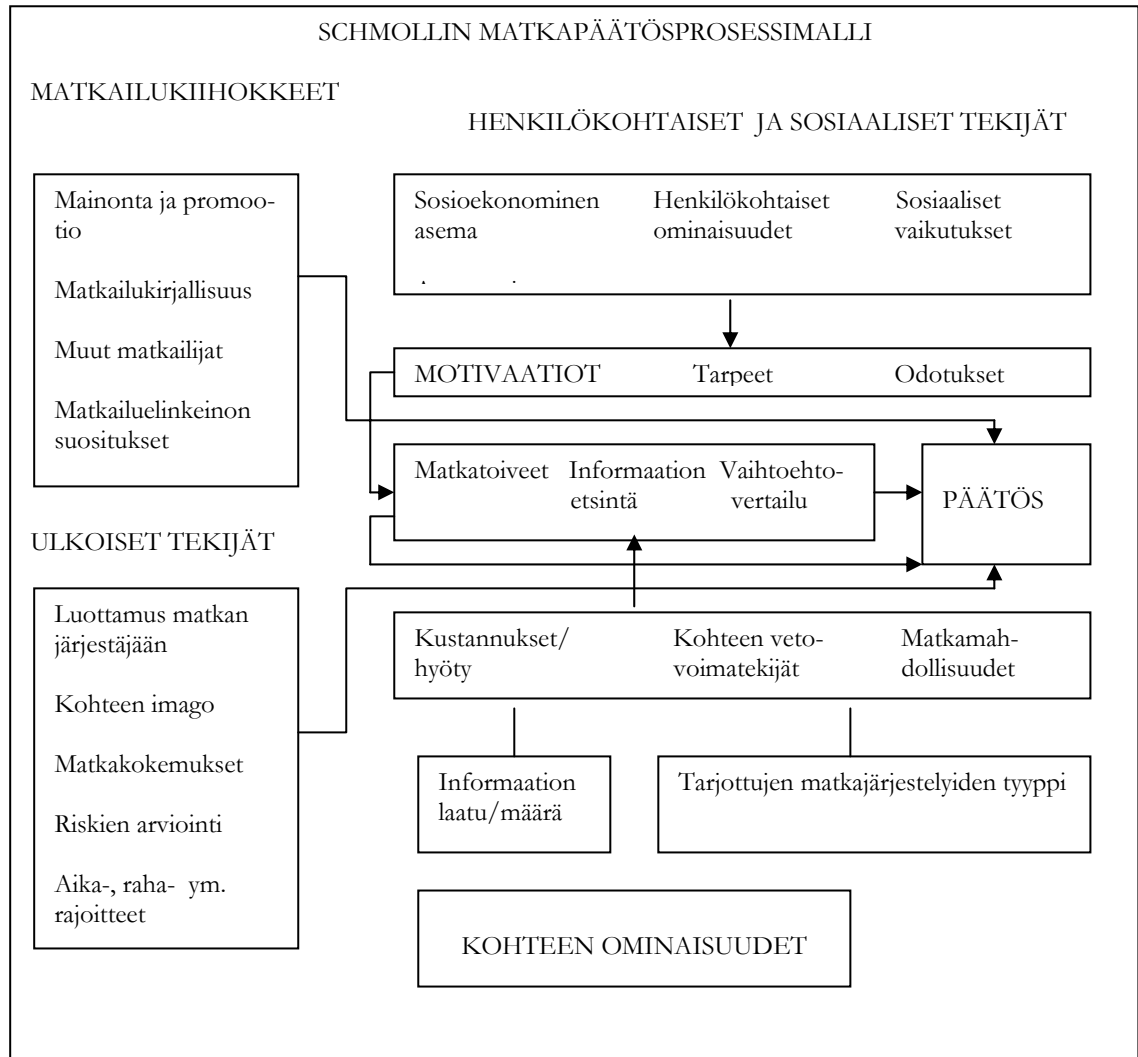 SCHMOLLIN MATKAPÄÄTÖSPROSESSIMALLI
MATKAILUKIIHOKKEET
HENKILÖKOHTAISET JA SOSIAALISET TEKIJÄT
Mainonta ja promoo-
tio
Matkailukirjallisuus
Muut matkailijat
Matkailuelinkeinon
suositukset
Sosioekonominen
asema
Henkilökohtaiset
ominaisuudet
Sosiaaliset
vaikutukset
MOTIVAATIOT
Tarpeet
Odotukset
Matkatoiveet
Informaation
etsintä
Vaihtoehto-
vertailu
PÄÄTÖS
ULKOISET TEKIJÄT
Luottamus matkan
järjestäjään
Kohteen imago
Matkakokemukset
Riskien arviointi
Aika-, raha- ym.
rajoitteet
Kustannukset/
hyöty
Kohteen veto-
voimatekijät
Matkamah-
dollisuudet
Informaation
laatu/määrä
Tarjottujen matkajärjestelyiden tyyppi
KOHTEEN OMINAISUUDET